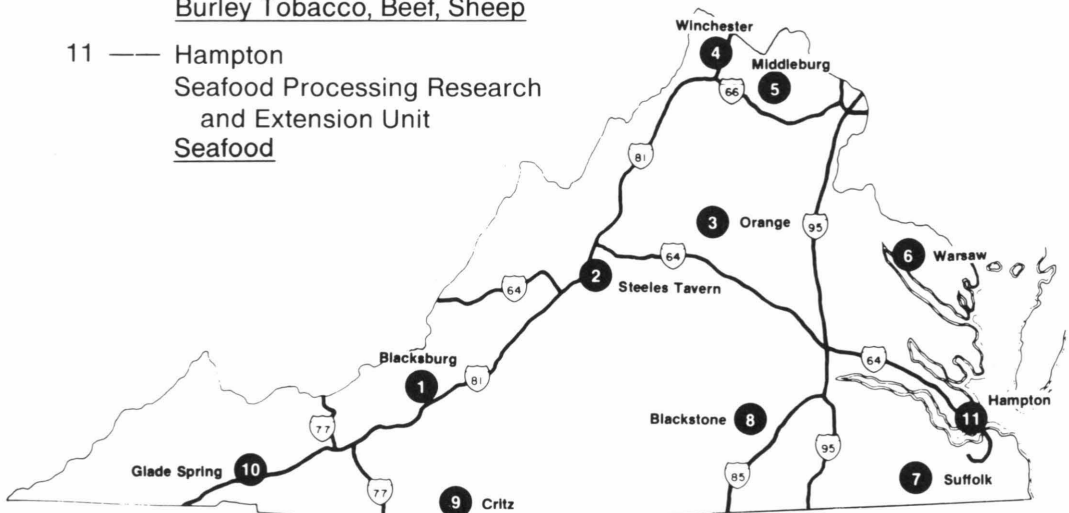 Burley Tobacco, Beef, Sheep
11 —— Hampton
Seafood Processing Research
and Extension Unit
Seafood
Winchester
4
Middleburg
5
66
81
3 Orange
95
6 Warsaw
64
2 Steeles Tavern
64
Blacksburg
1
81
64
Hampton
11
Blackstone 8
77
95
Glade Spring 10
85
7 Suffolk
77
9 Critz